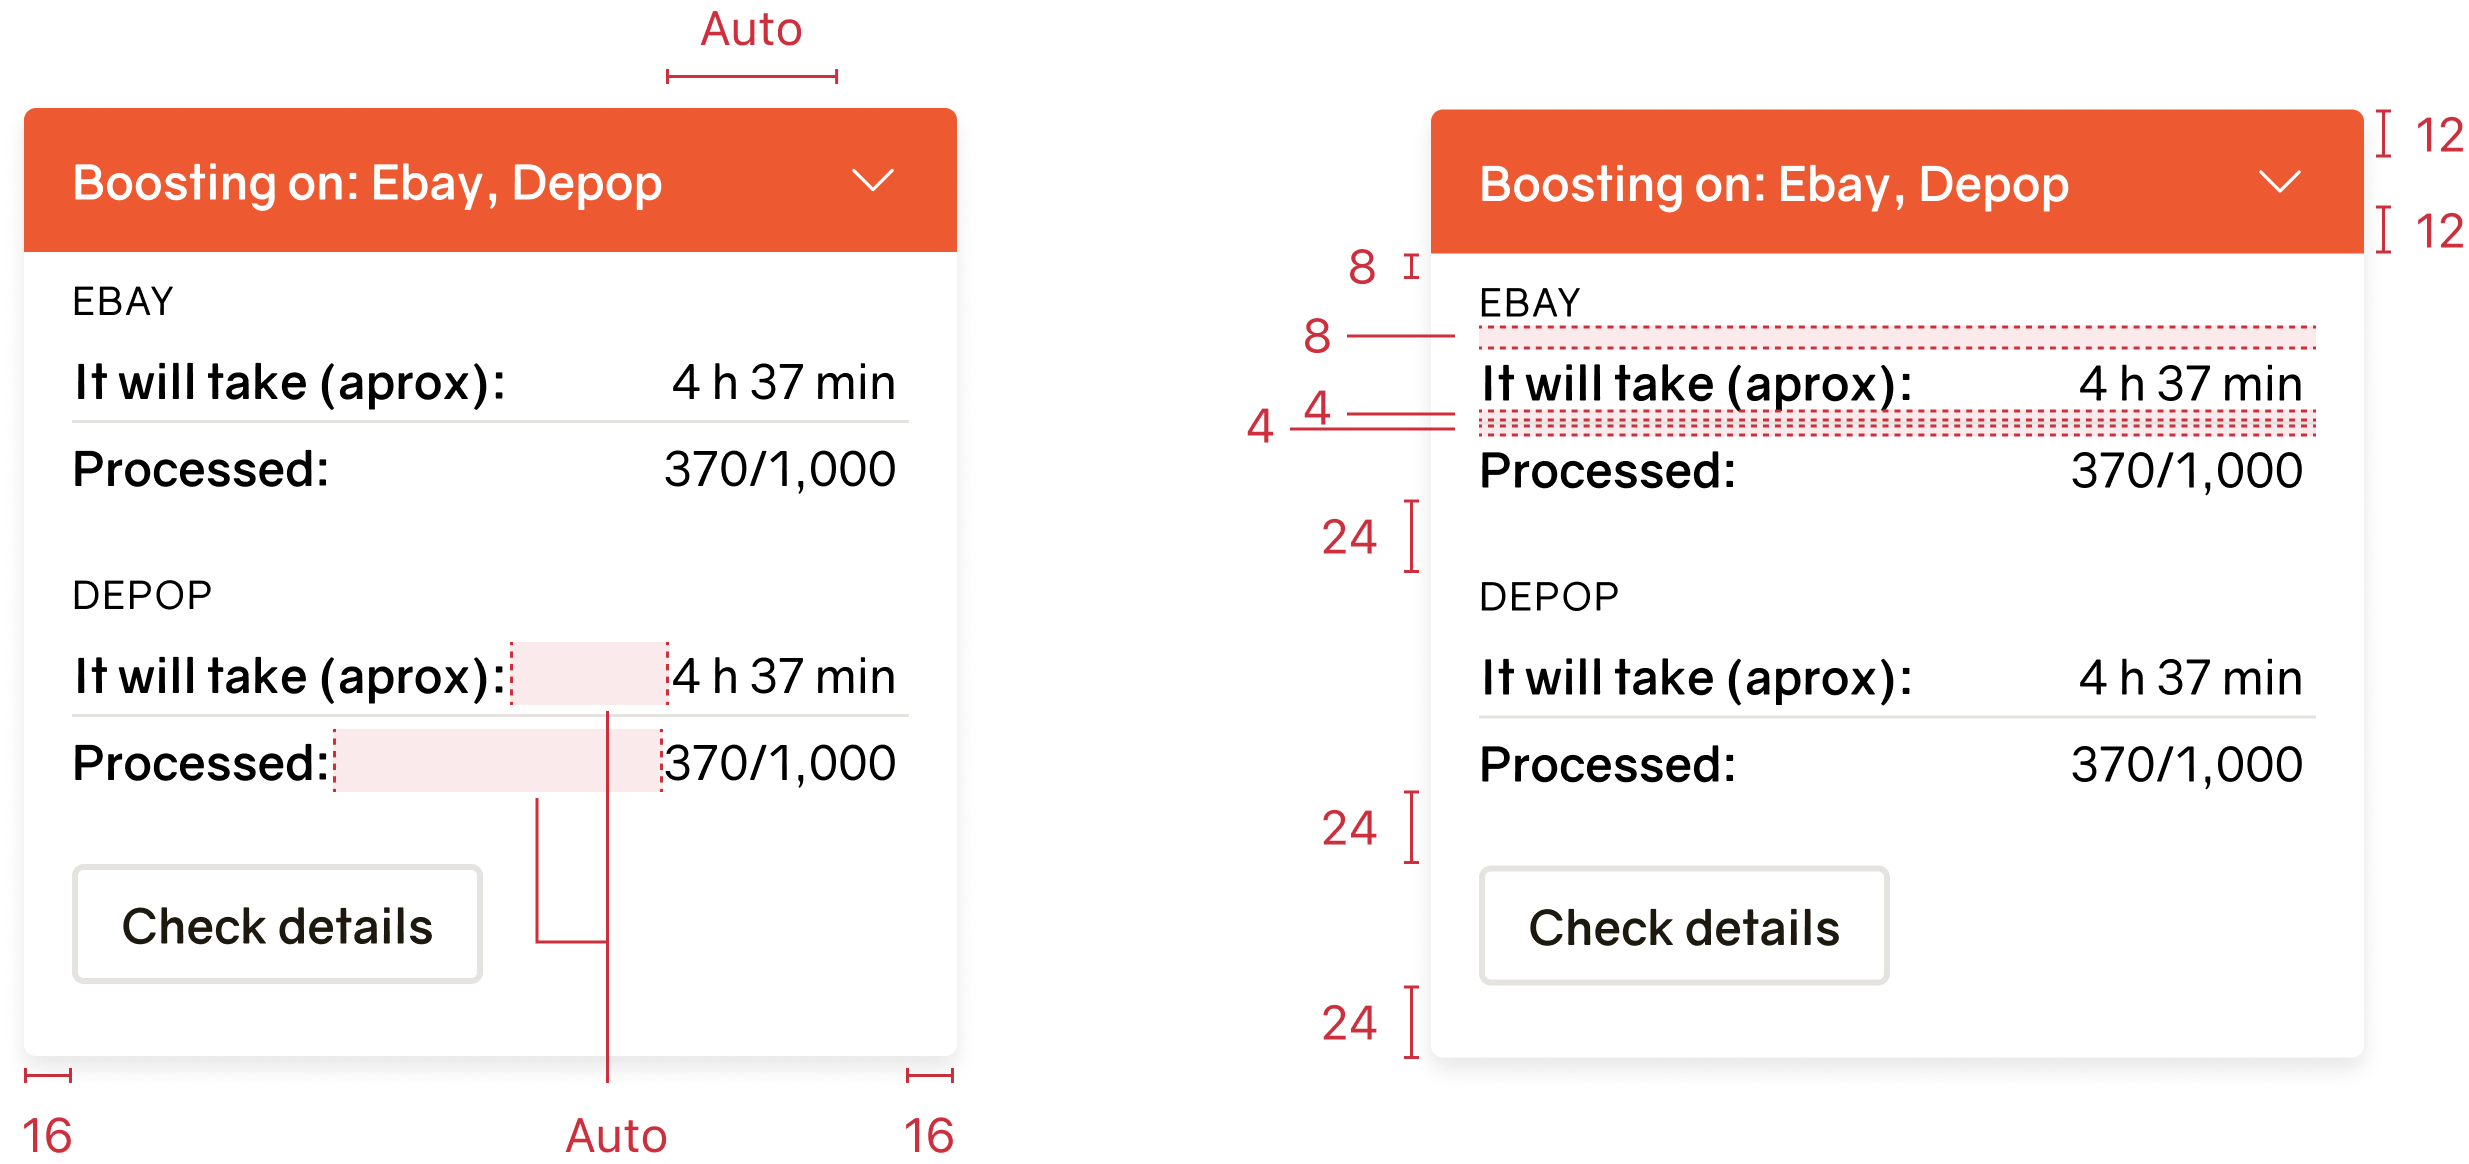 Auto
Boosting on: Ebay, Depop
EBAY
It will take (aprox): 4 h 37 min
Processed: 370/1,000
DEPOP
It will take (aprox): 4 h 37 min
Processed: 370/1,000
Check details
16 Auto 16
12
Boosting on: Ebay, Depop
12
8
EBAY
8
It will take (aprox): 4 h 37 min
4
4
Processed: 370/1,000
24
DEPOP
It will take (aprox): 4 h 37 min
Processed: 370/1,000
24
Check details
24